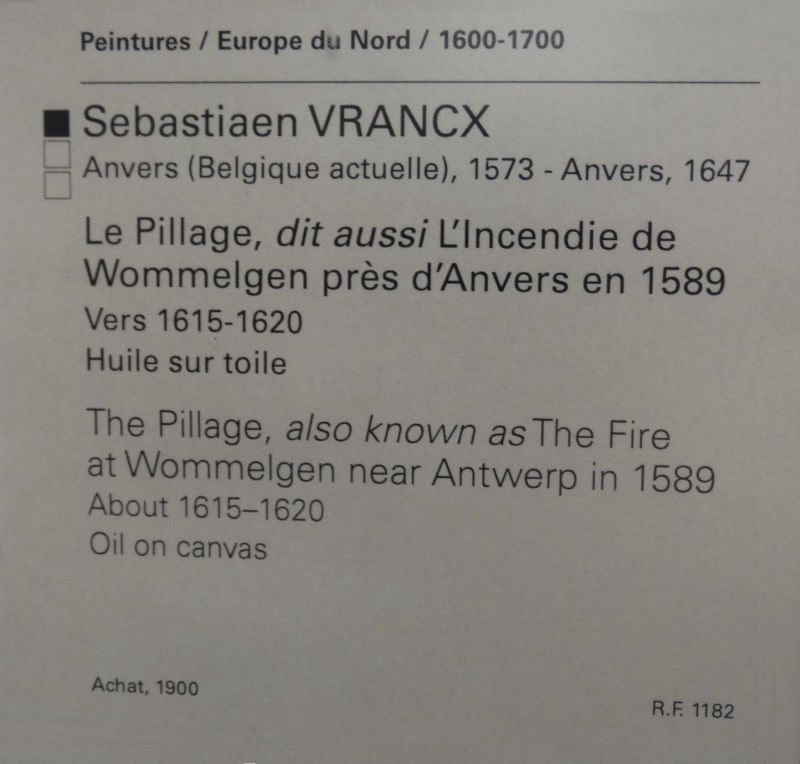 Peintures / Europe du Nord / 1600-1700
Sebastiaen VRANCX
Anvers (Belgique actuelle), 1573 - Anvers, 1647
Le Pillage, dit aussi L'Incendie de
Wommelgen près d'Anvers en 1589
Vers 1615-1620
Huile sur toile
The Pillage, also known as The Fire
at Wommelgen near Antwerp in 1589
About 1615–1620
Oil on canvas
Achat, 1900
R.F. 1182